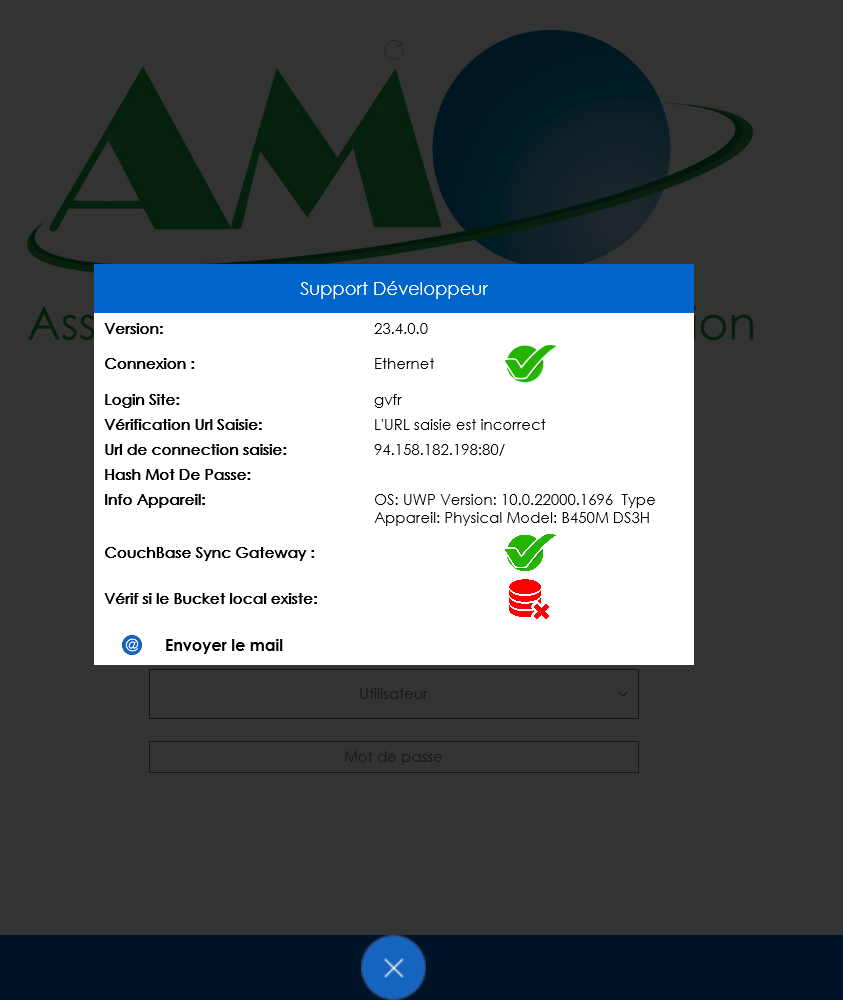 AM
Ass
ion
Support Développeur
Version: 23.4.0.0
Connexion : Ethernet
Login Site: gvfr
Vérification Url Saisie: L'URL saisie est incorrect
Url de connection saisie: 94.158.182.198:80/
Hash Mot De Passe:
Info Appareil: OS: UWP Version: 10.0.22000.1696 Type
Appareil: Physical Model: B450M DS3H
CouchBase Sync Gateway :
Vérif si le Bucket local existe:
@ Envoyer le mail
Utilisateur
Mot de passe